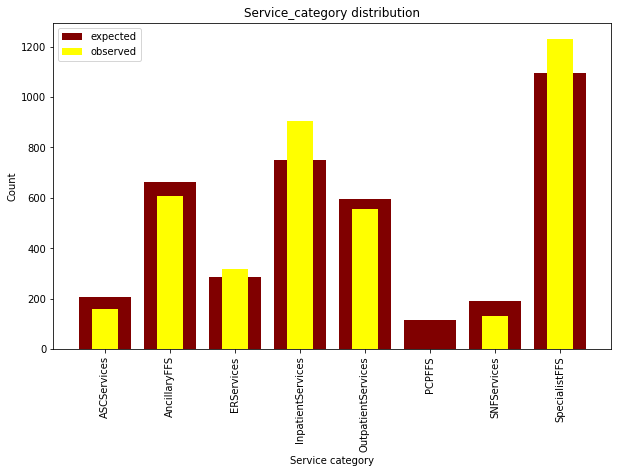 Service_category distribution
expected
observed
Count
1200
1000
800
600
400
200
0
ASCServices
AncillaryFFS
ERServices
InpatientServices
OutpatientServices
PCPFFS
SNFServices
SpecialistFFS
Service category